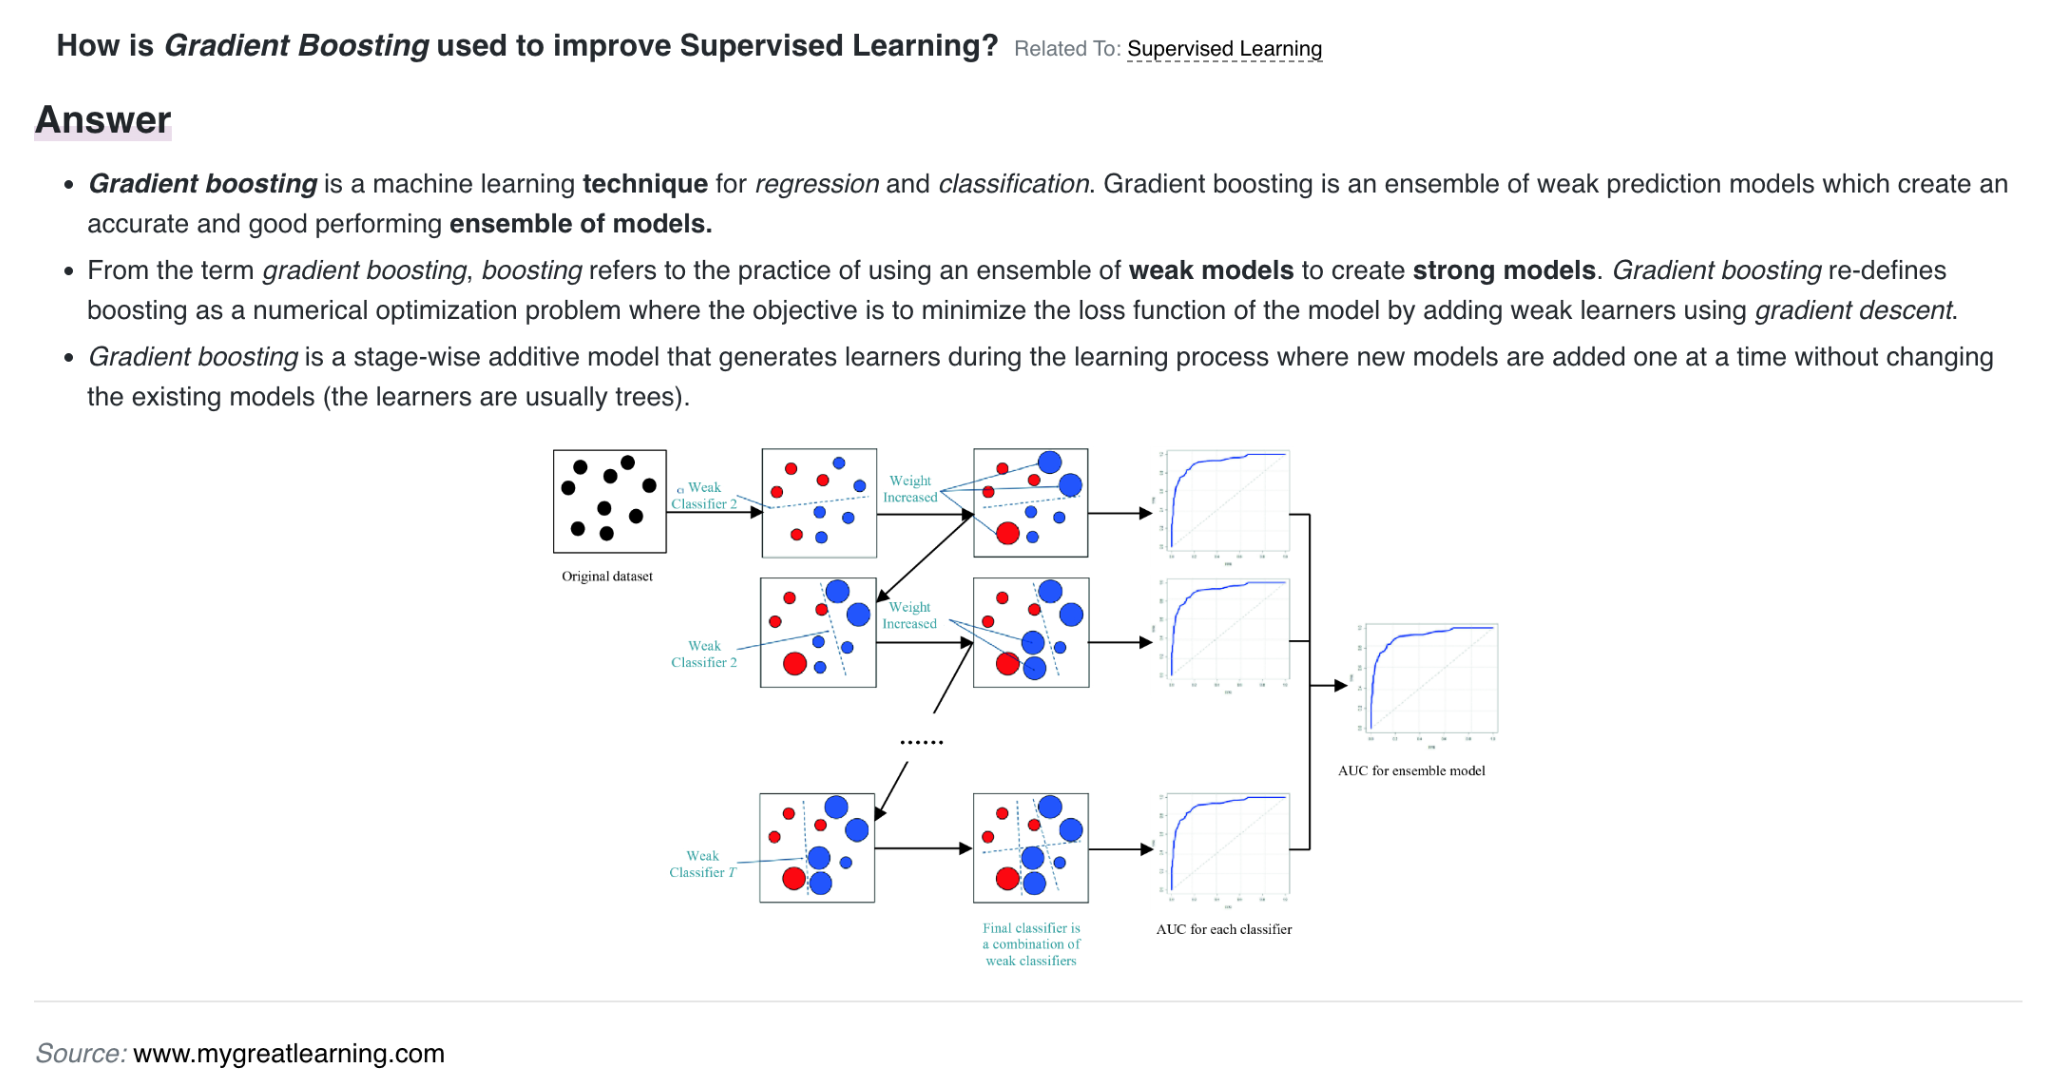 How is Gradient Boosting used to improve Supervised Learning? Related To: Supervised Learning
Answer
Gradient boosting is a machine learning technique for regression and classification. Gradient boosting is an ensemble of weak prediction models which create an
accurate and good performing ensemble of models.
From the term gradient boosting, boosting refers to the practice of using an ensemble of weak models to create strong models. Gradient boosting re-defines
boosting as a numerical optimization problem where the objective is to minimize the loss function of the model by adding weak learners using gradient descent.
Gradient boosting is a stage-wise additive model that generates learners during the learning process where new models are added one at a time without changing
the existing models (the learners are usually trees).
Weak
Classifier 2
Weight
Increased
Original dataset
Weight
Increased
Weak
Classifier 2
......
AUC for ensemble model
Weak
Classifier T
Final classifier is
a combination of
weak classifiers
AUC for each classifier
Source: www.mygreatlearning.com